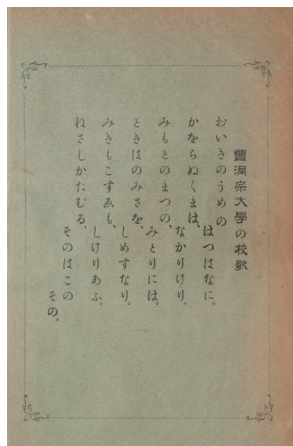 曹洞宗大學の校歌
おいきのうめの
はつはなに。
かをらぬくまは、
なかりけり。
みもとのまつの、
みとりには。
ときはのみさを、
しめすなり。
みきもこすゑも、
しけりあふ。
ねさしかたむる、
そのはこの
その。